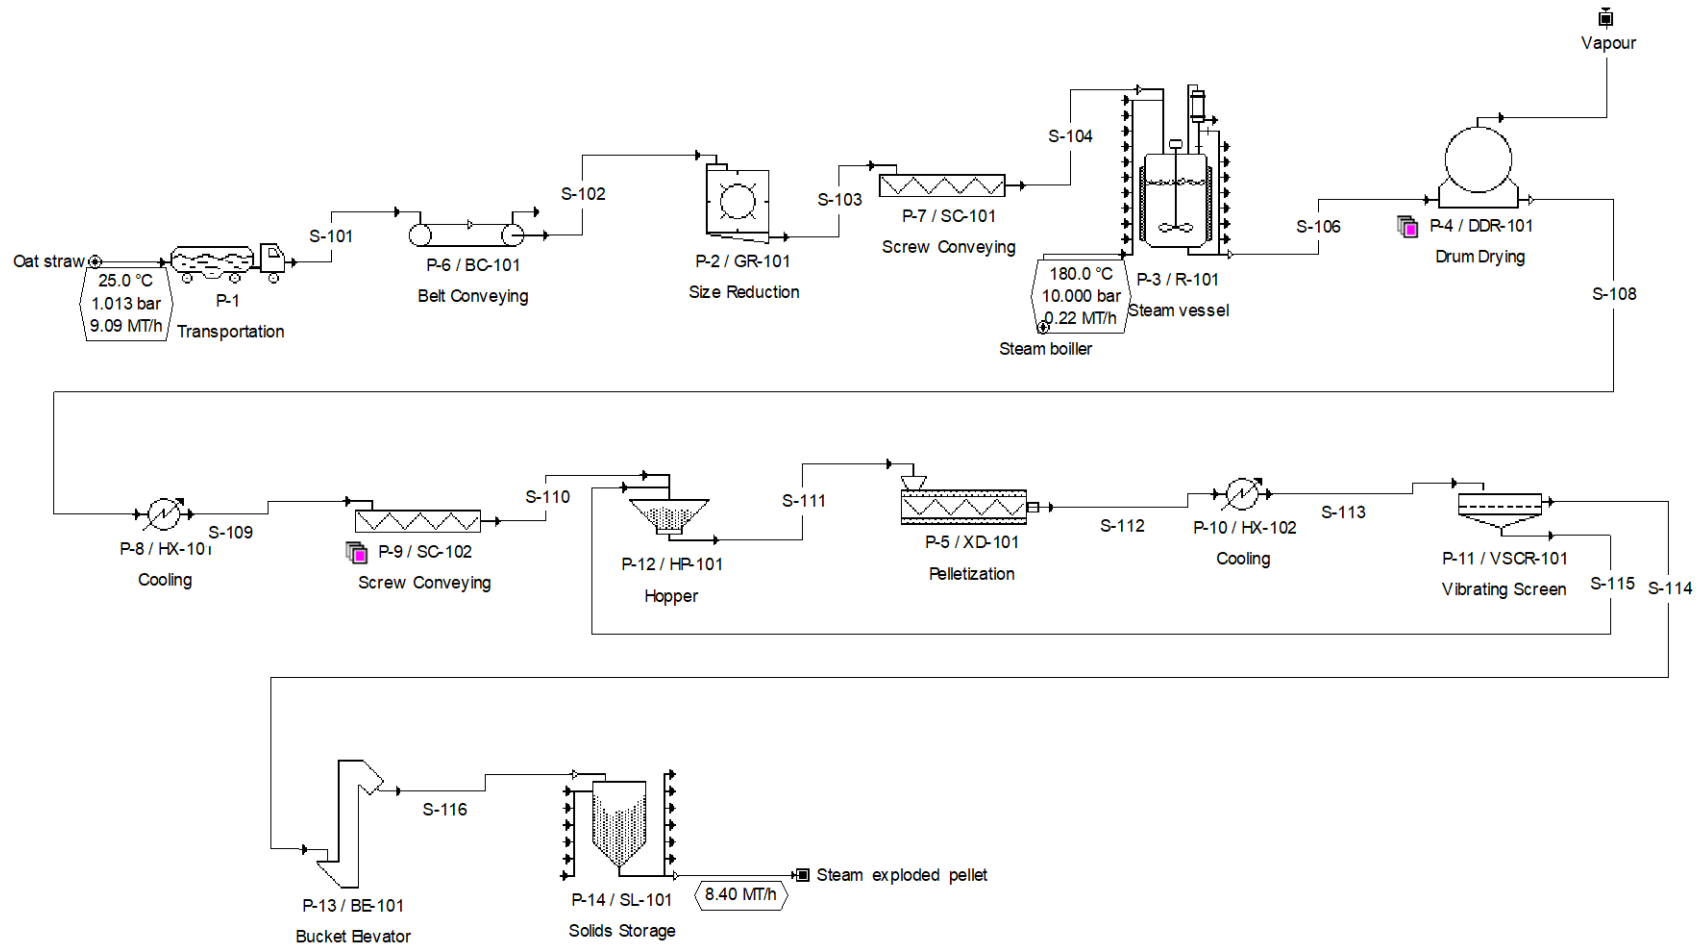 Vapour
S-104
S-102
S-103
P-7 / SC-101
Screw Conveying
S-101
Oat straw
25.0 °C
1.013 bar
9.09 MT/h
P-1
Transportation
P-6 / BC-101
Belt Conveying
P-2 / GR-101
Size Reduction
180.0 °C
10.000 bar
0.22 MT/h
Steam boiller
P-3 / R-101
Steam vessel
S-106
P-4 / DDR-101
Drum Drying
S-108
S-109
P-8 / HX-101
Cooling
S-110
P-9 / SC-102
Screw Conveying
P-12 / HP-101
Hopper
S-111
P-5 / XD-101
Pelletization
S-112
P-10 / HX-102
Cooling
S-113
P-11 / VSCR-101
Vibrating Screen
S-115
S-114
S-116
P-13 / BE-101
Bucket Elevator
P-14 / SL-101
Solids Storage
8.40 MT/h
Steam exploded pellet